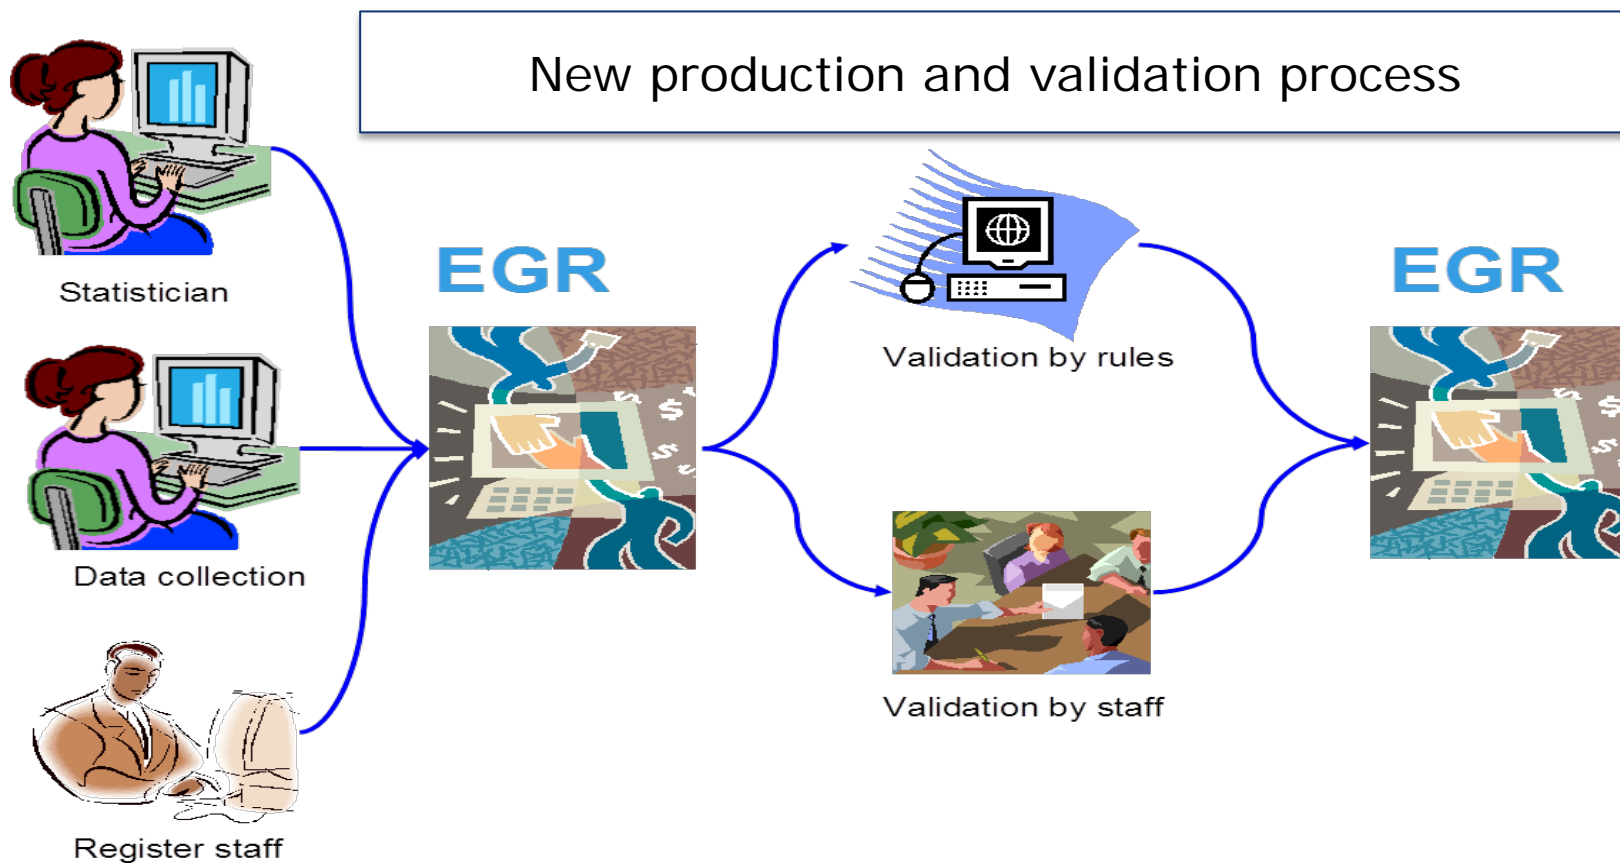 New production and validation process
Statistician
EGR
Validation by rules
EGR
Data collection
Validation by staff
Register staff